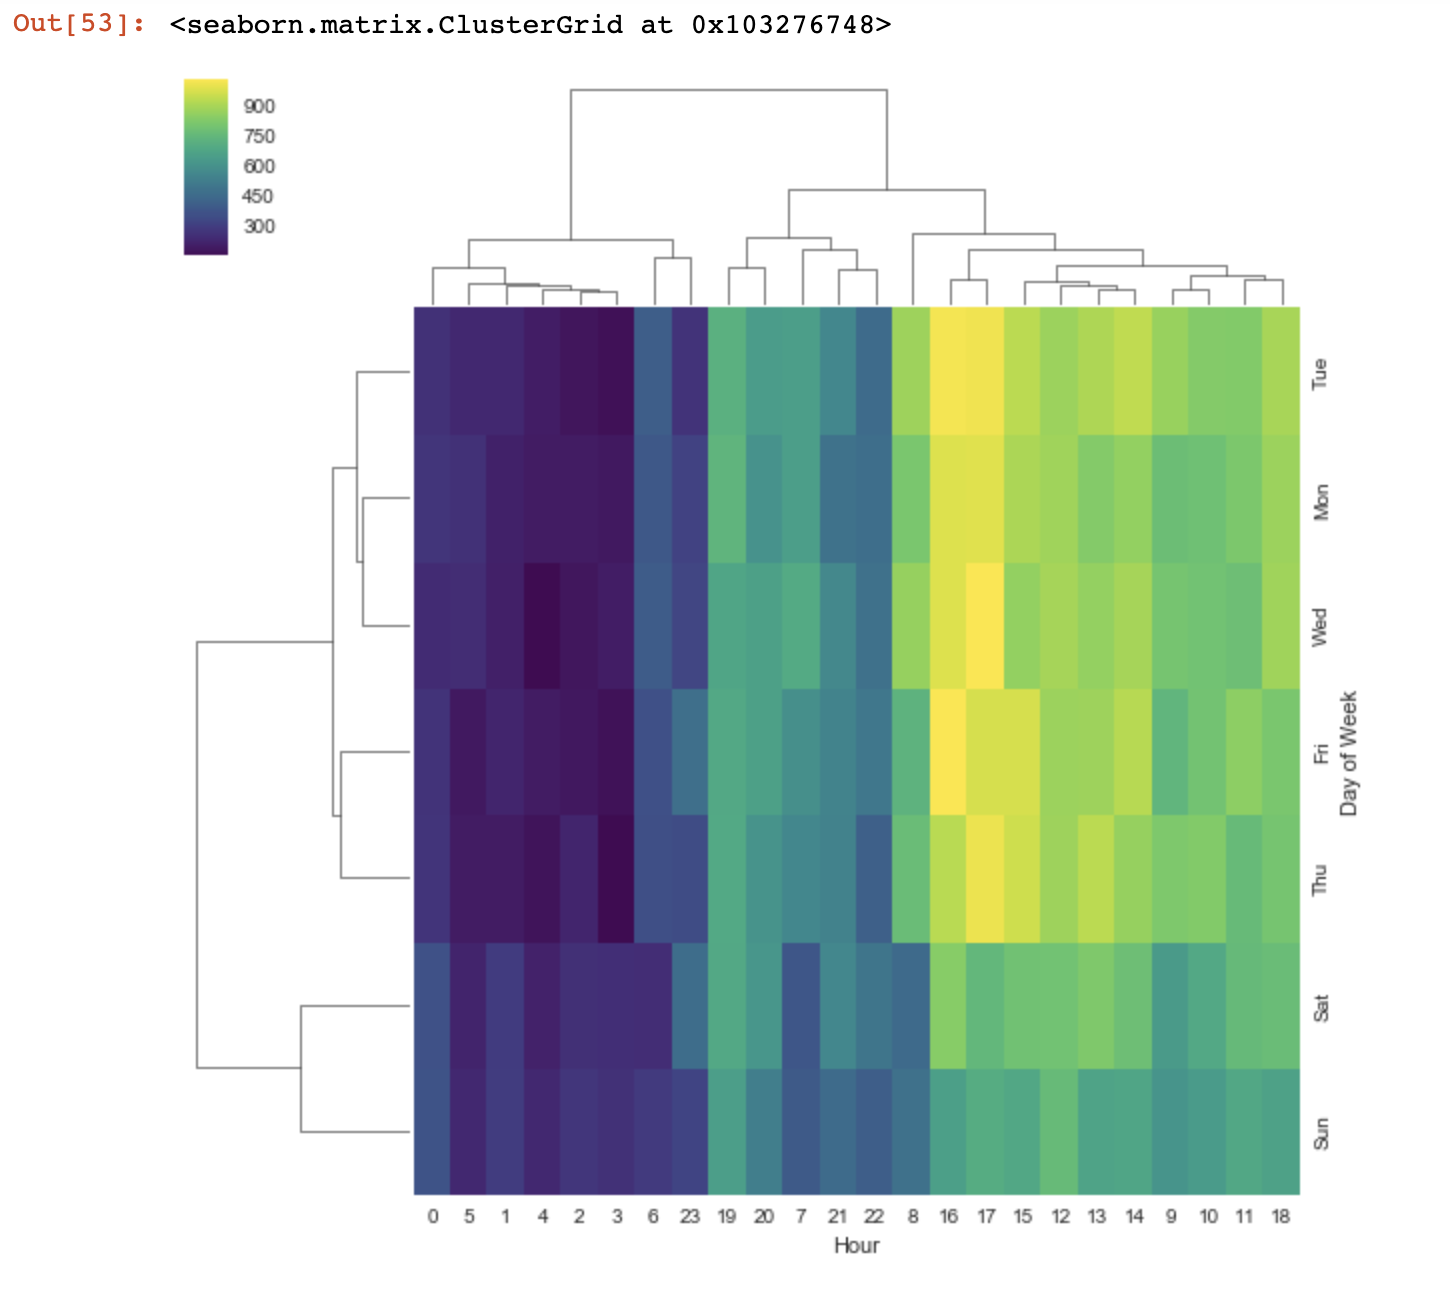 Out[53]: <seaborn.matrix.ClusterGrid at 0x103276748>
900
750
600
450
300
Tue
Mon
Wed
Fri
Thu
Sat
Sun
Day of Week
0 5 1 4 2 3 6 23 19 20 7 21 22 8 16 17 15 12 13 14 9 10 11 18
Hour